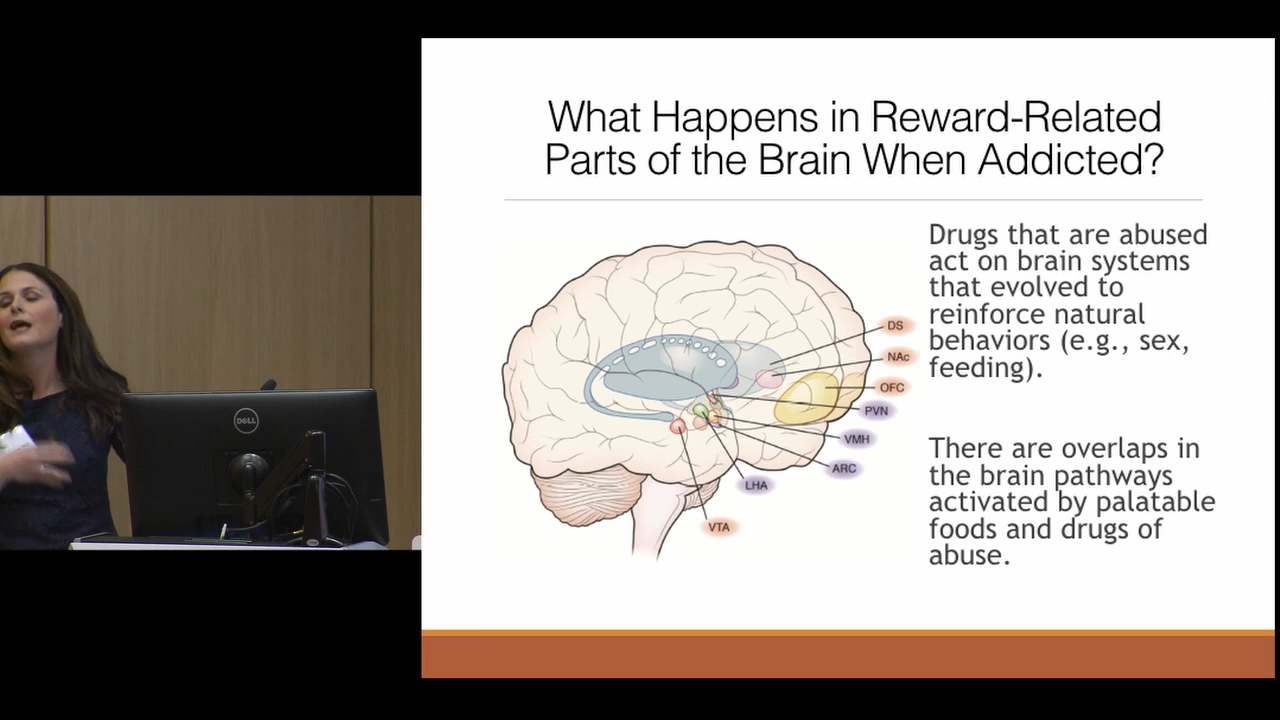 What Happens in Reward-Related
Parts of the Brain When Addicted?
Drugs that are abused
act on brain systems
that evolved to
reinforce natural
behaviors (e.g., sex,
feeding).
There are overlaps in
the brain pathways
activated by palatable
foods and drugs of
abuse.
DS
NAc
OFC
PVN
VMH
ARC
LHA
VTA
DELL